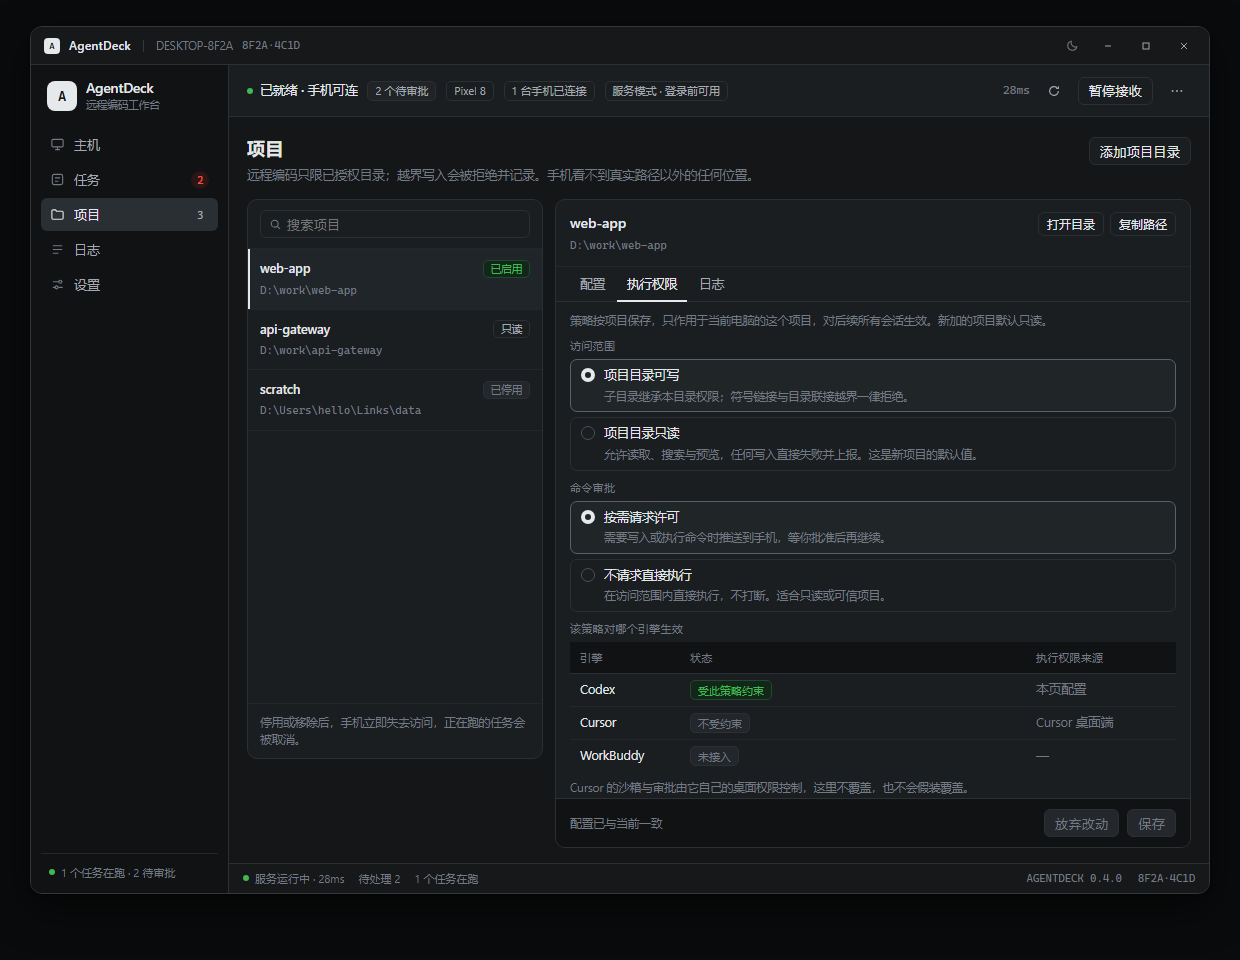 A AgentDeck DESKTOP-8F2A 8F2A·4C1D
A AgentDeck
远程编码工作台
主机
任务 2
项目 3
日志
设置
1 个任务在跑 · 2 待审批
已就绪 · 手机可连 2 个待审批 Pixel 8 1 台手机已连接 服务模式 · 登录前可用 28ms 暂停接收 ···
项目
远程编码只限已授权目录；越界写入会被拒绝并记录。手机看不到真实路径以外的任何位置。
添加项目目录
搜索项目
web-app 已启用
D:\work\web-app
api-gateway 只读
D:\work\api-gateway
scratch 已停用
D:\Users\hello\Links\data
停用或移除后，手机立即失去访问，正在跑的任务会
被取消。
web-app 打开目录 复制路径
D:\work\web-app
配置 执行权限 日志
策略按项目保存，只作用于当前电脑的这个项目，对后续所有会话生效。新加的项目默认只读。
访问范围
项目目录可写
子目录继承本目录权限；符号链接与目录联接越界一律拒绝。
项目目录只读
允许读取、搜索与预览，任何写入直接失败并上报。这是新项目的默认值。
命令审批
按需请求许可
需要写入或执行命令时推送到手机，等你批准后再继续。
不请求直接执行
在访问范围内直接执行，不打断。适合只读或可信项目。
该策略对哪个引擎生效
引擎 状态 执行权限来源
Codex 受此策略约束 本页配置
Cursor 不受约束 Cursor 桌面端
WorkBuddy 未接入 —
Cursor 的沙箱与审批由它自己的桌面权限控制，这里不覆盖，也不会假装覆盖。
配置已与当前一致 放弃改动 保存
服务运行中 · 28ms 待处理 2 1 个任务在跑 AGENTDECK 0.4.0 8F2A·4C1D